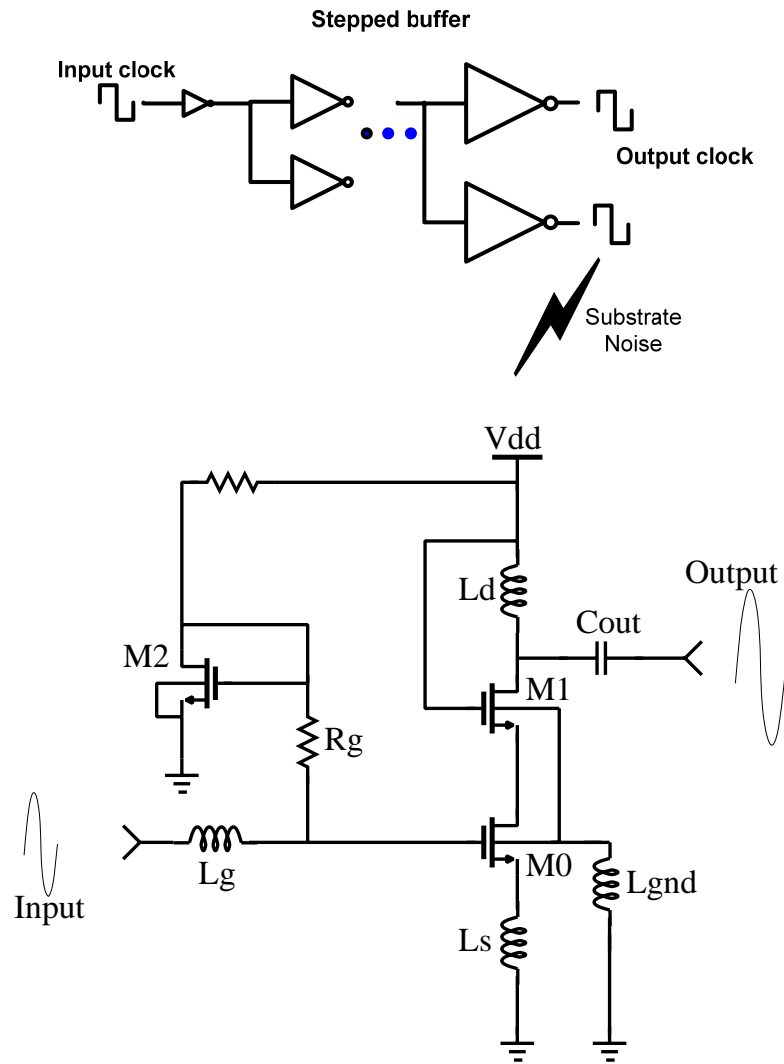 Stepped buffer
Input clock
Output clock
Substrate
Noise
Vdd
Ld
Output
Cout
M2
M1
Rg
Lg
M0
Lgnd
Input
Ls